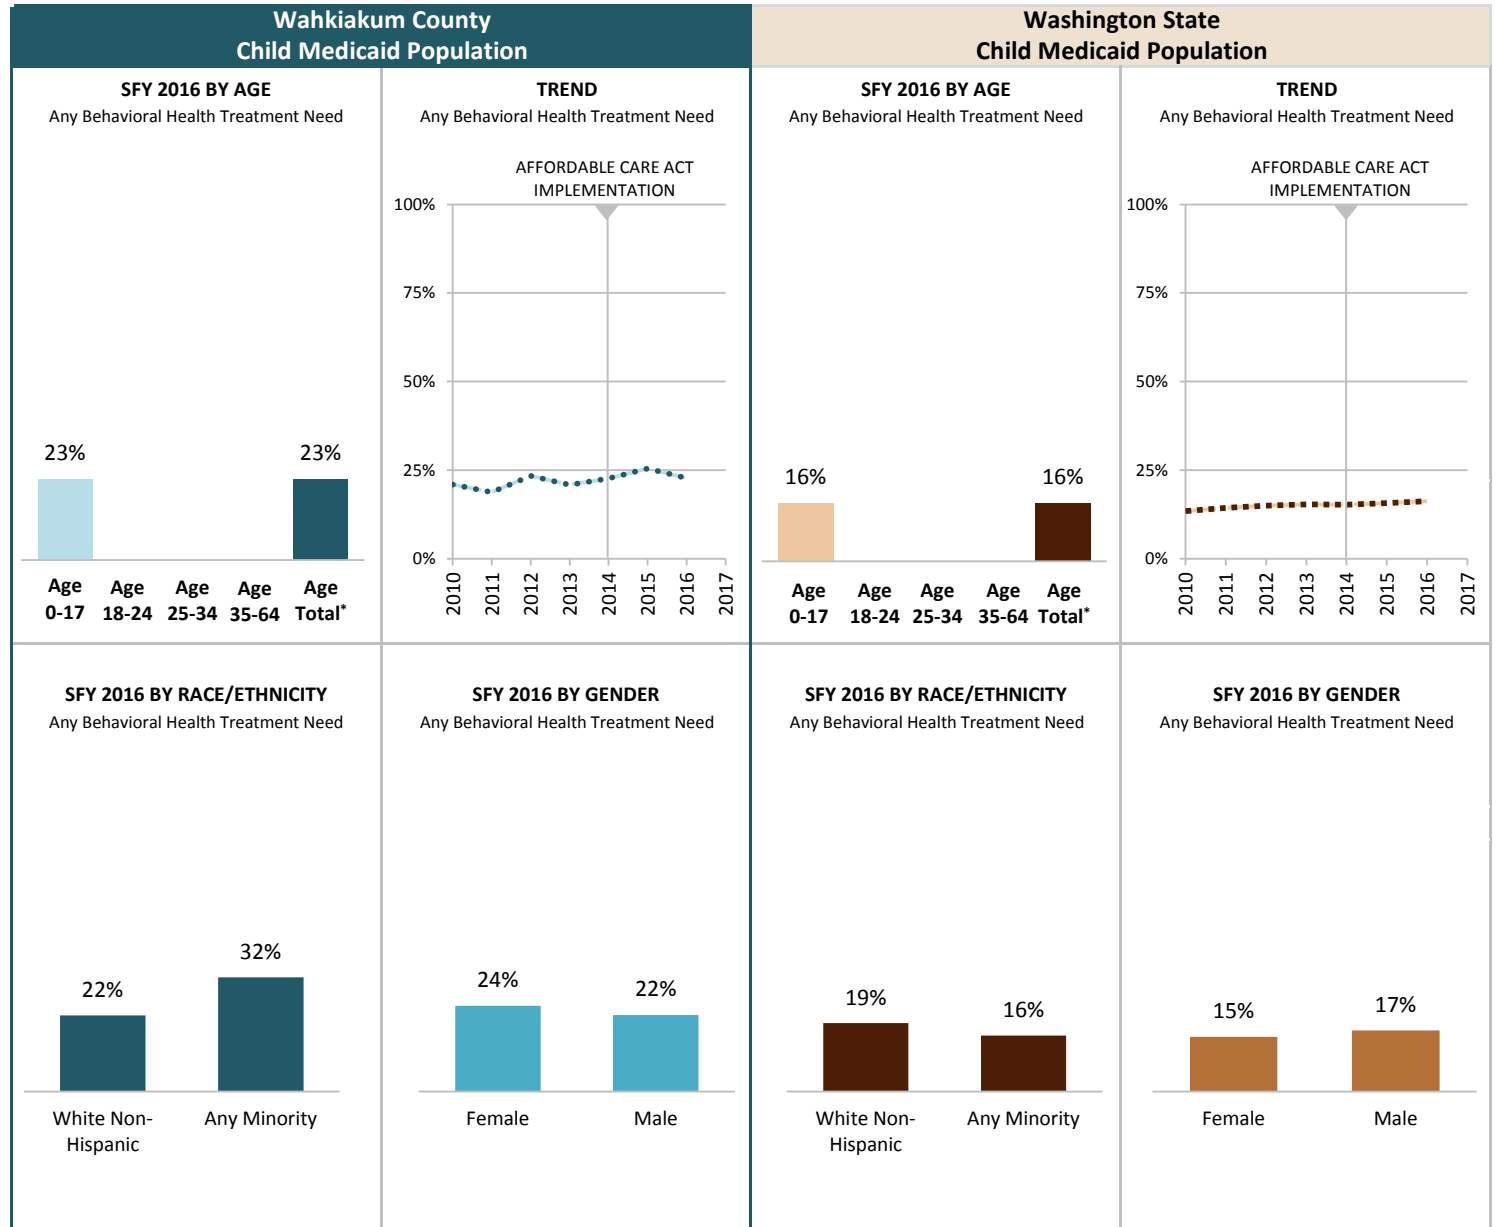 Wahkiakum County
Child Medicaid Population
Washington State
Child Medicaid Population
SFY 2016 BY AGE
Any Behavioral Health Treatment Need
23%
23%
Age
0-17
Age
18-24
Age
25-34
Age
35-64
Age
Total*
TREND
Any Behavioral Health Treatment Need
AFFORDABLE CARE ACT
IMPLEMENTATION
100%
75%
50%
25%
0%
2010
2011
2012
2013
2014
2015
2016
2017
SFY 2016 BY AGE
Any Behavioral Health Treatment Need
16%
16%
Age
0-17
Age
18-24
Age
25-34
Age
35-64
Age
Total*
TREND
Any Behavioral Health Treatment Need
AFFORDABLE CARE ACT
IMPLEMENTATION
100%
75%
50%
25%
0%
2010
2011
2012
2013
2014
2015
2016
2017
SFY 2016 BY RACE/ETHNICITY
Any Behavioral Health Treatment Need
22%
32%
White Non-
Hispanic
Any Minority
SFY 2016 BY GENDER
Any Behavioral Health Treatment Need
24%
22%
Female
Male
SFY 2016 BY RACE/ETHNICITY
Any Behavioral Health Treatment Need
19%
16%
White Non-
Hispanic
Any Minority
SFY 2016 BY GENDER
Any Behavioral Health Treatment Need
15%
17%
Female
Male